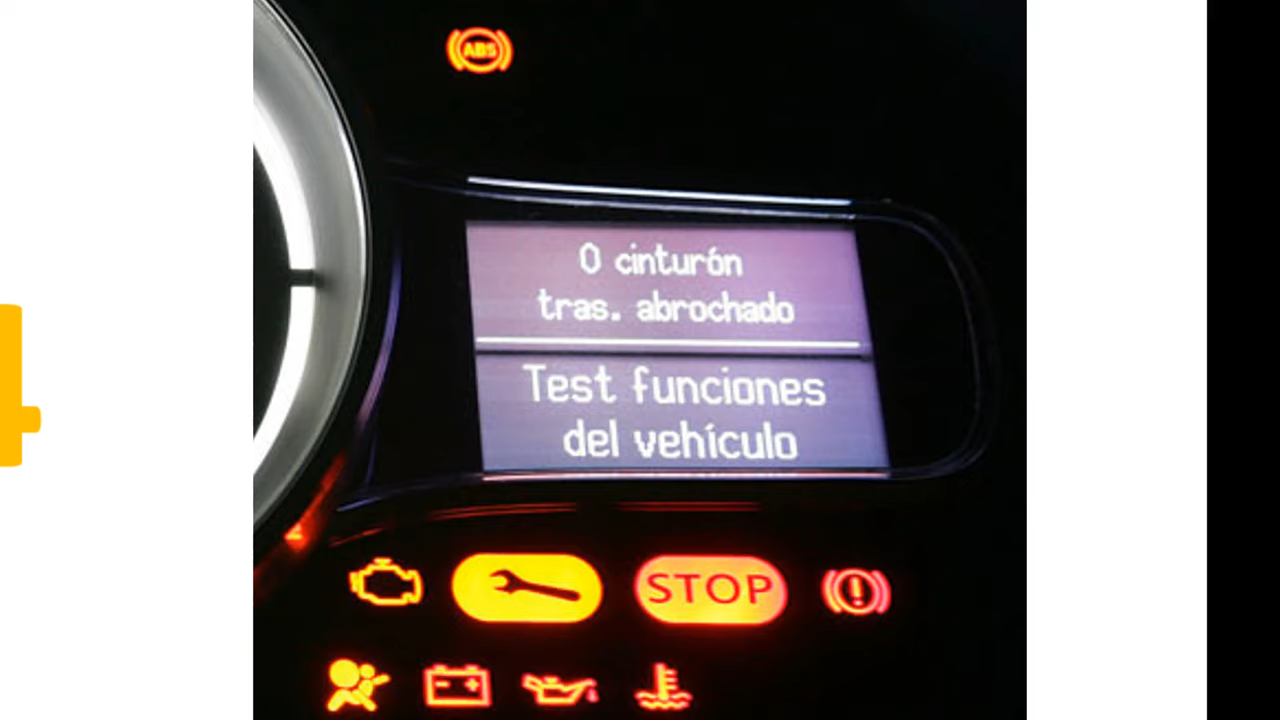 ABS
0 cinturón
tras. abrochado
Test funciones
del vehículo
STOP